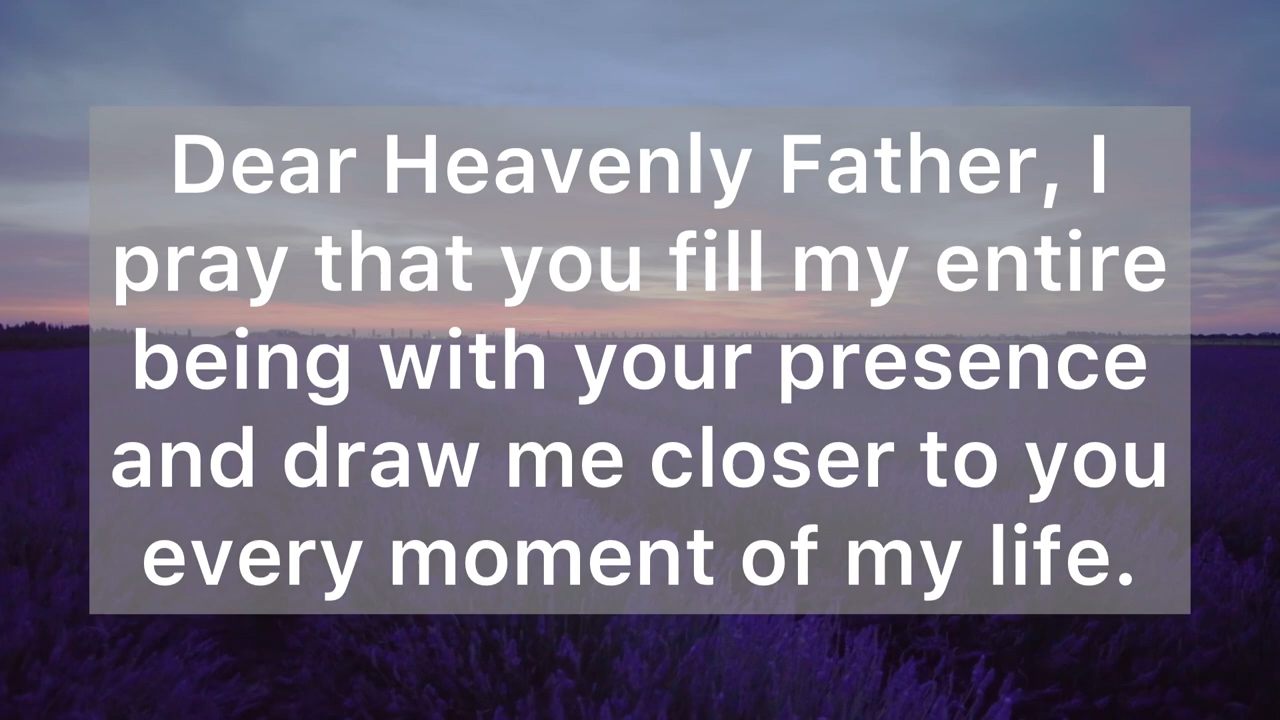 Dear Heavenly Father, I
pray that you fill my entire
being with your presence
and draw me closer to you
every moment of my life.